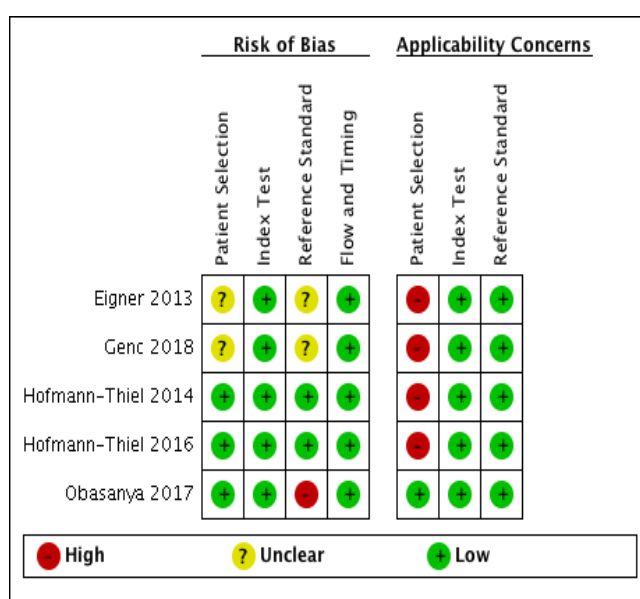 Risk of Bias Applicability Concerns
Patient Selection
Index Test
Reference Standard
Flow and Timing
Patient Selection
Index Test
Reference Standard
Eigner 2013 ? + ? + - + +
Genc 2018 ? + ? + - + +
Hofmann-Thiel 2014 + + + + - + +
Hofmann-Thiel 2016 + + + + - + +
Obasanya 2017 + + - + + + +
- High ? Unclear + Low